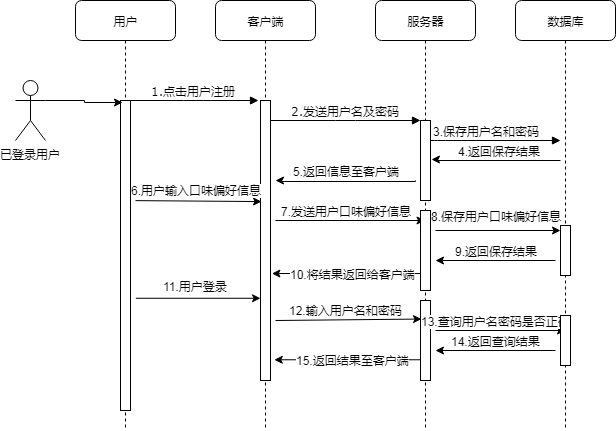 用户
客户端
服务器
数据库
已登录用户
1.点击用户注册
2.发送用户名及密码
3.保存用户名和密码
4.返回保存结果
5.返回信息至客户端
6.用户输入口味偏好信息
7.发送用户口味偏好信息
8.保存用户口味偏好信息
9.返回保存结果
10.将结果返回给客户端
11.用户登录
12.输入用户名和密码
13.查询用户名密码是否正
14.返回查询结果
15.返回结果至客户端